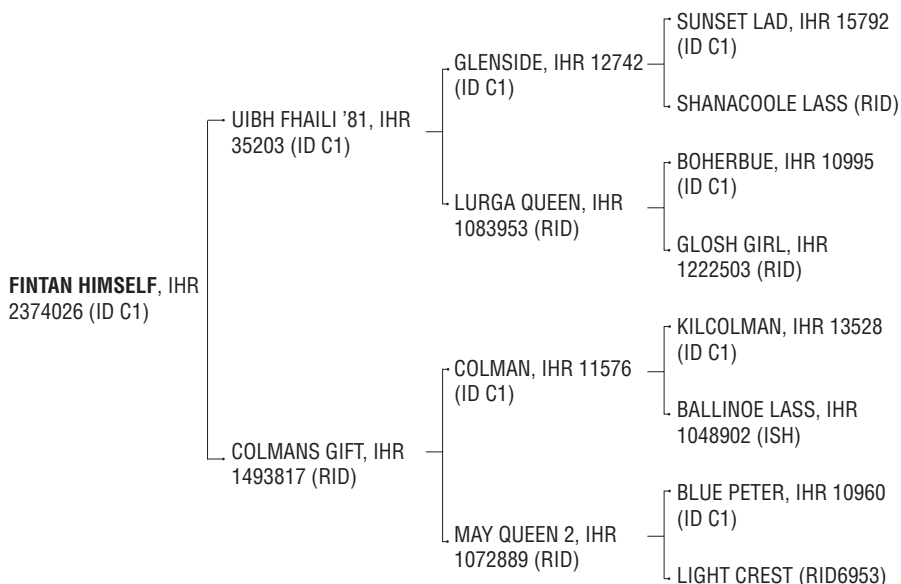 FINTAN HIMSELF, IHR
2374026 (ID C1)
UIBH FHAILI '81, IHR
35203 (ID C1)
COLMANS GIFT, IHR
1493817 (RID)
GLENSIDE, IHR 12742
(ID C1)
LURGA QUEEN, IHR
1083953 (RID)
COLMAN, IHR 11576
(ID C1)
MAY QUEEN 2, IHR
1072889 (RID)
SUNSET LAD, IHR 15792
(ID C1)
SHANACOOLE LASS (RID)
BOHERBUE, IHR 10995
(ID C1)
GLOSH GIRL, IHR
1222503 (RID)
KILCOLMAN, IHR 13528
(ID C1)
BALLINOE LASS, IHR
1048902 (ISH)
BLUE PETER, IHR 10960
(ID C1)
LIGHT CREST (RID6953)